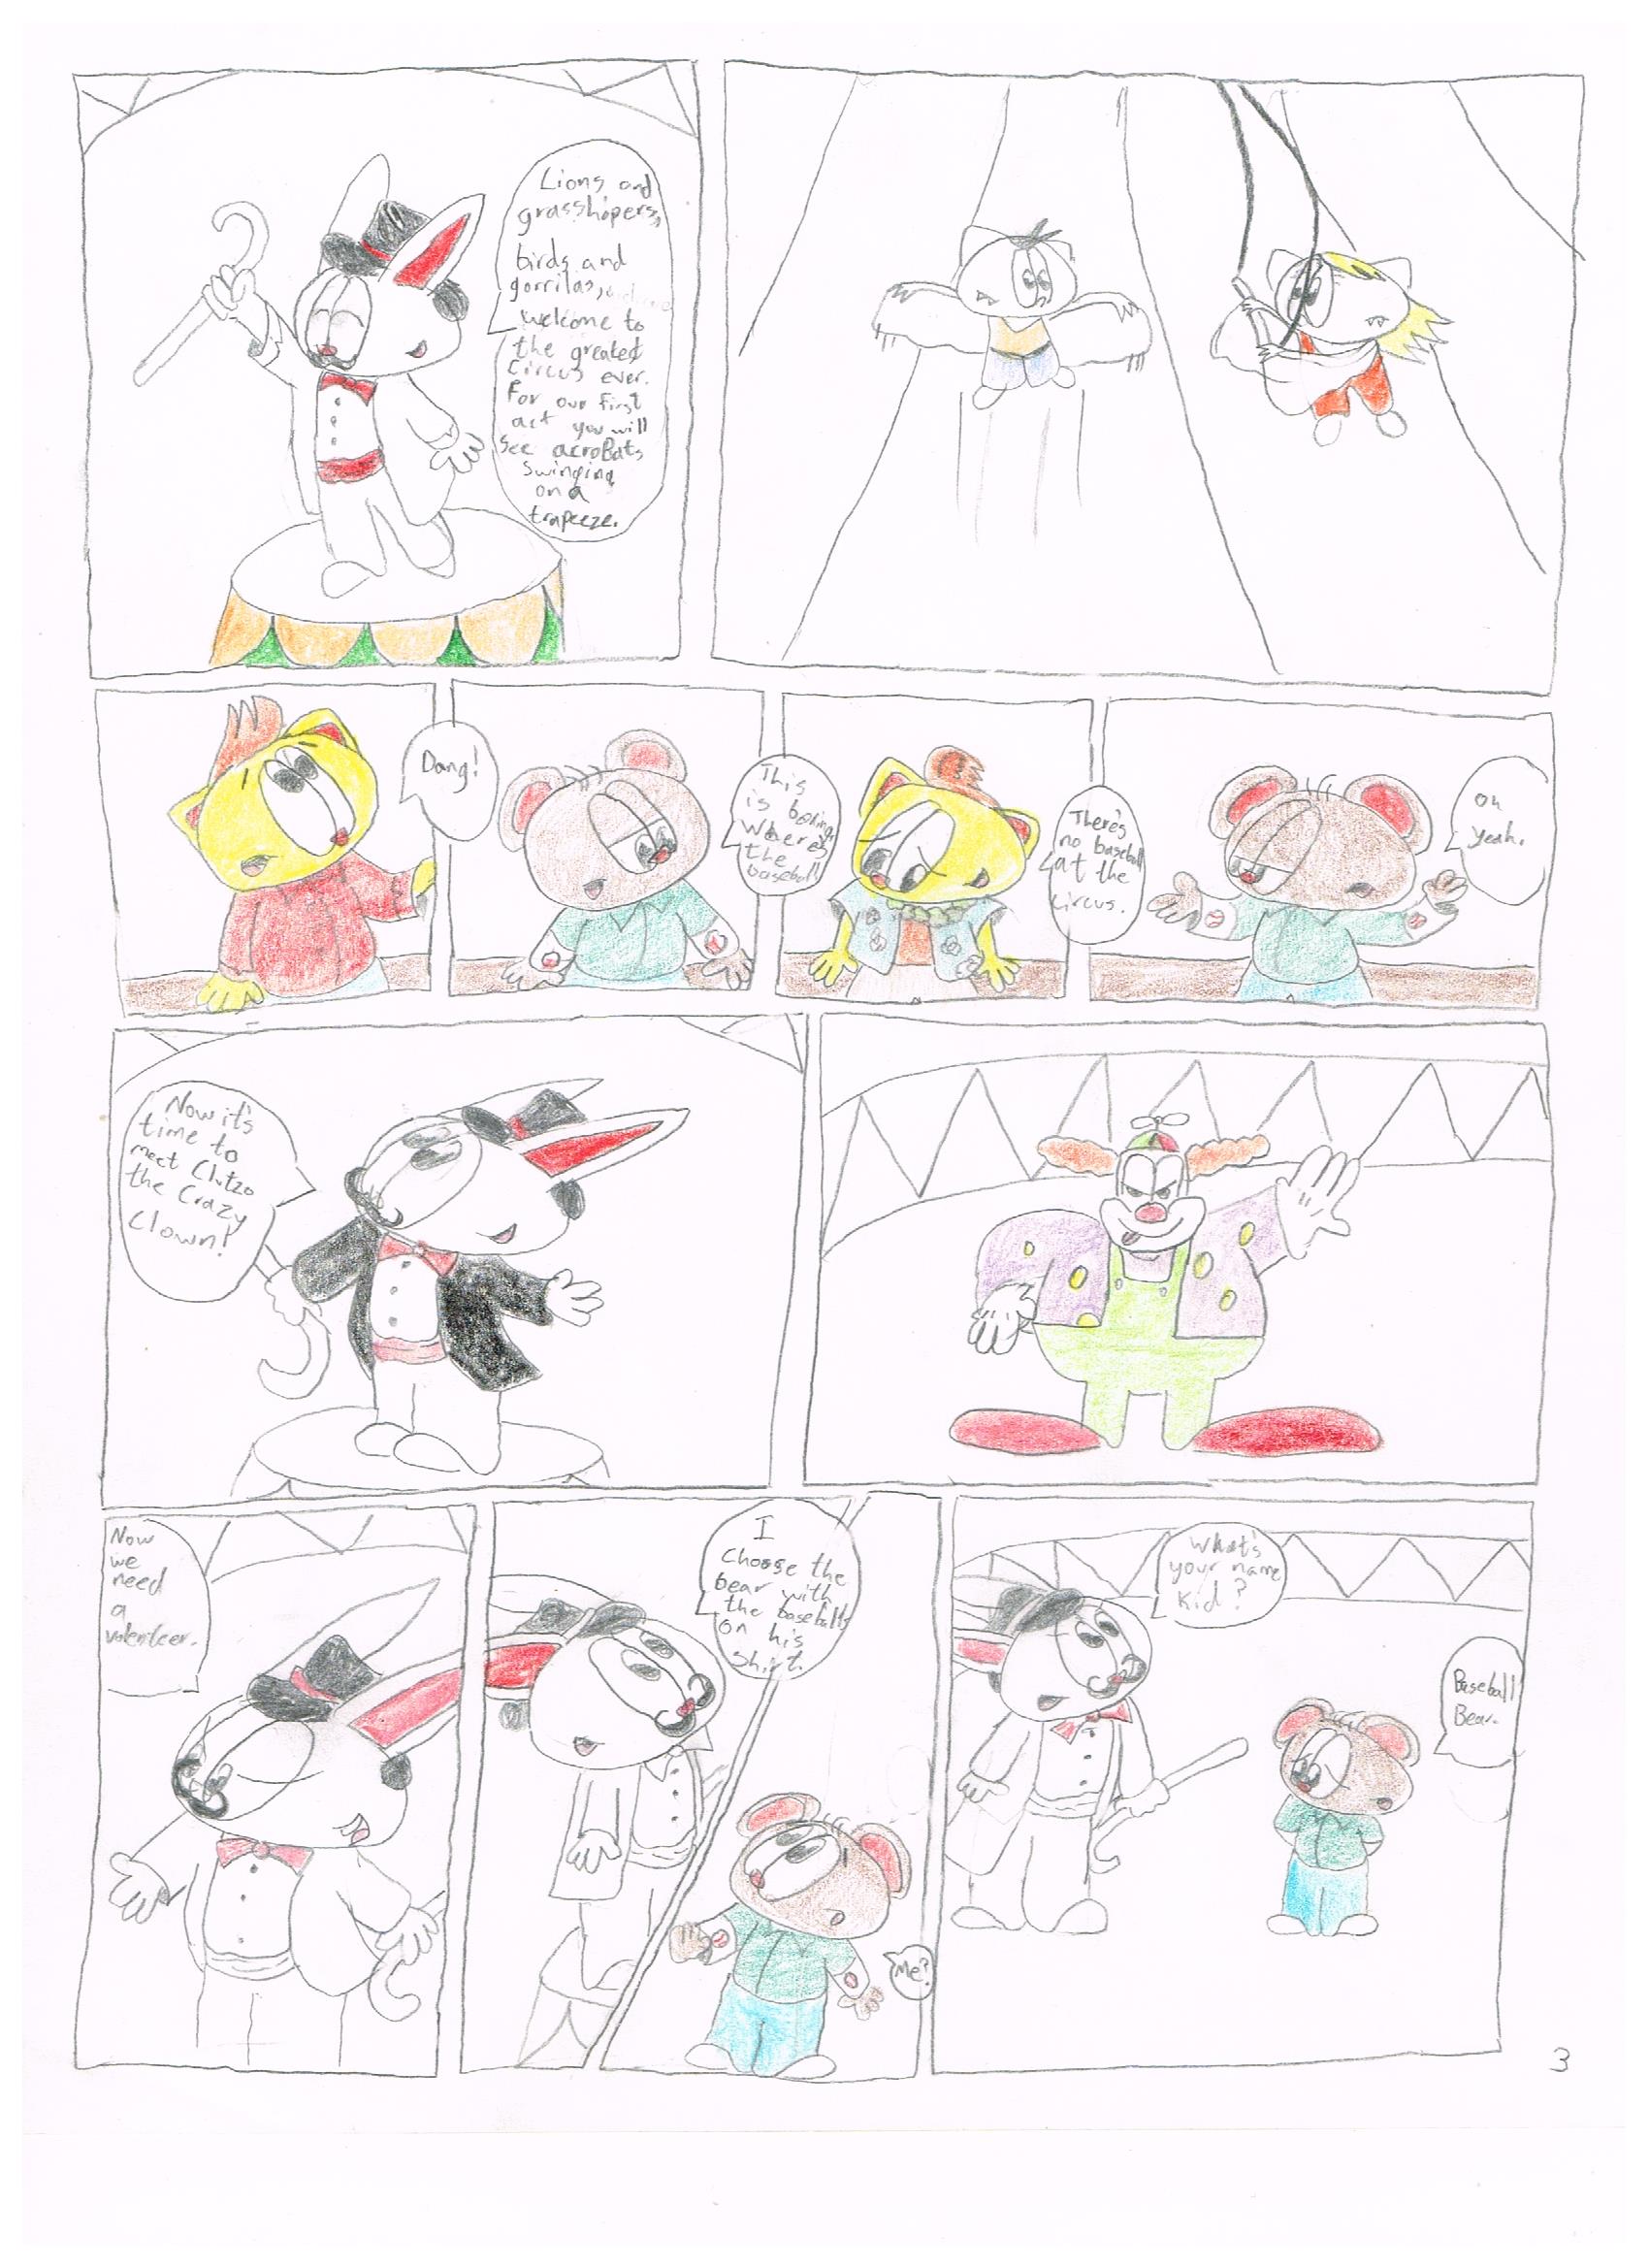 Lions and
grasshopers,
birds and
gorrilas,
welcome to
the greatest
circus ever.
For our first
act you will
see acroBats
swinging
on a
trapeeze.
Dang!
This
is boring
Where's
the
baseball
There's
no baseball
at the
circus.
oh
yeah.
Now it's
time to
meet Clutzo
the Crazy
Clown!
Now
we
need
a
volenteer.
I
choose the
bear with
the baseballs
on his
shirt.
Me?
What's
your name
kid?
Baseball
Bear.
3